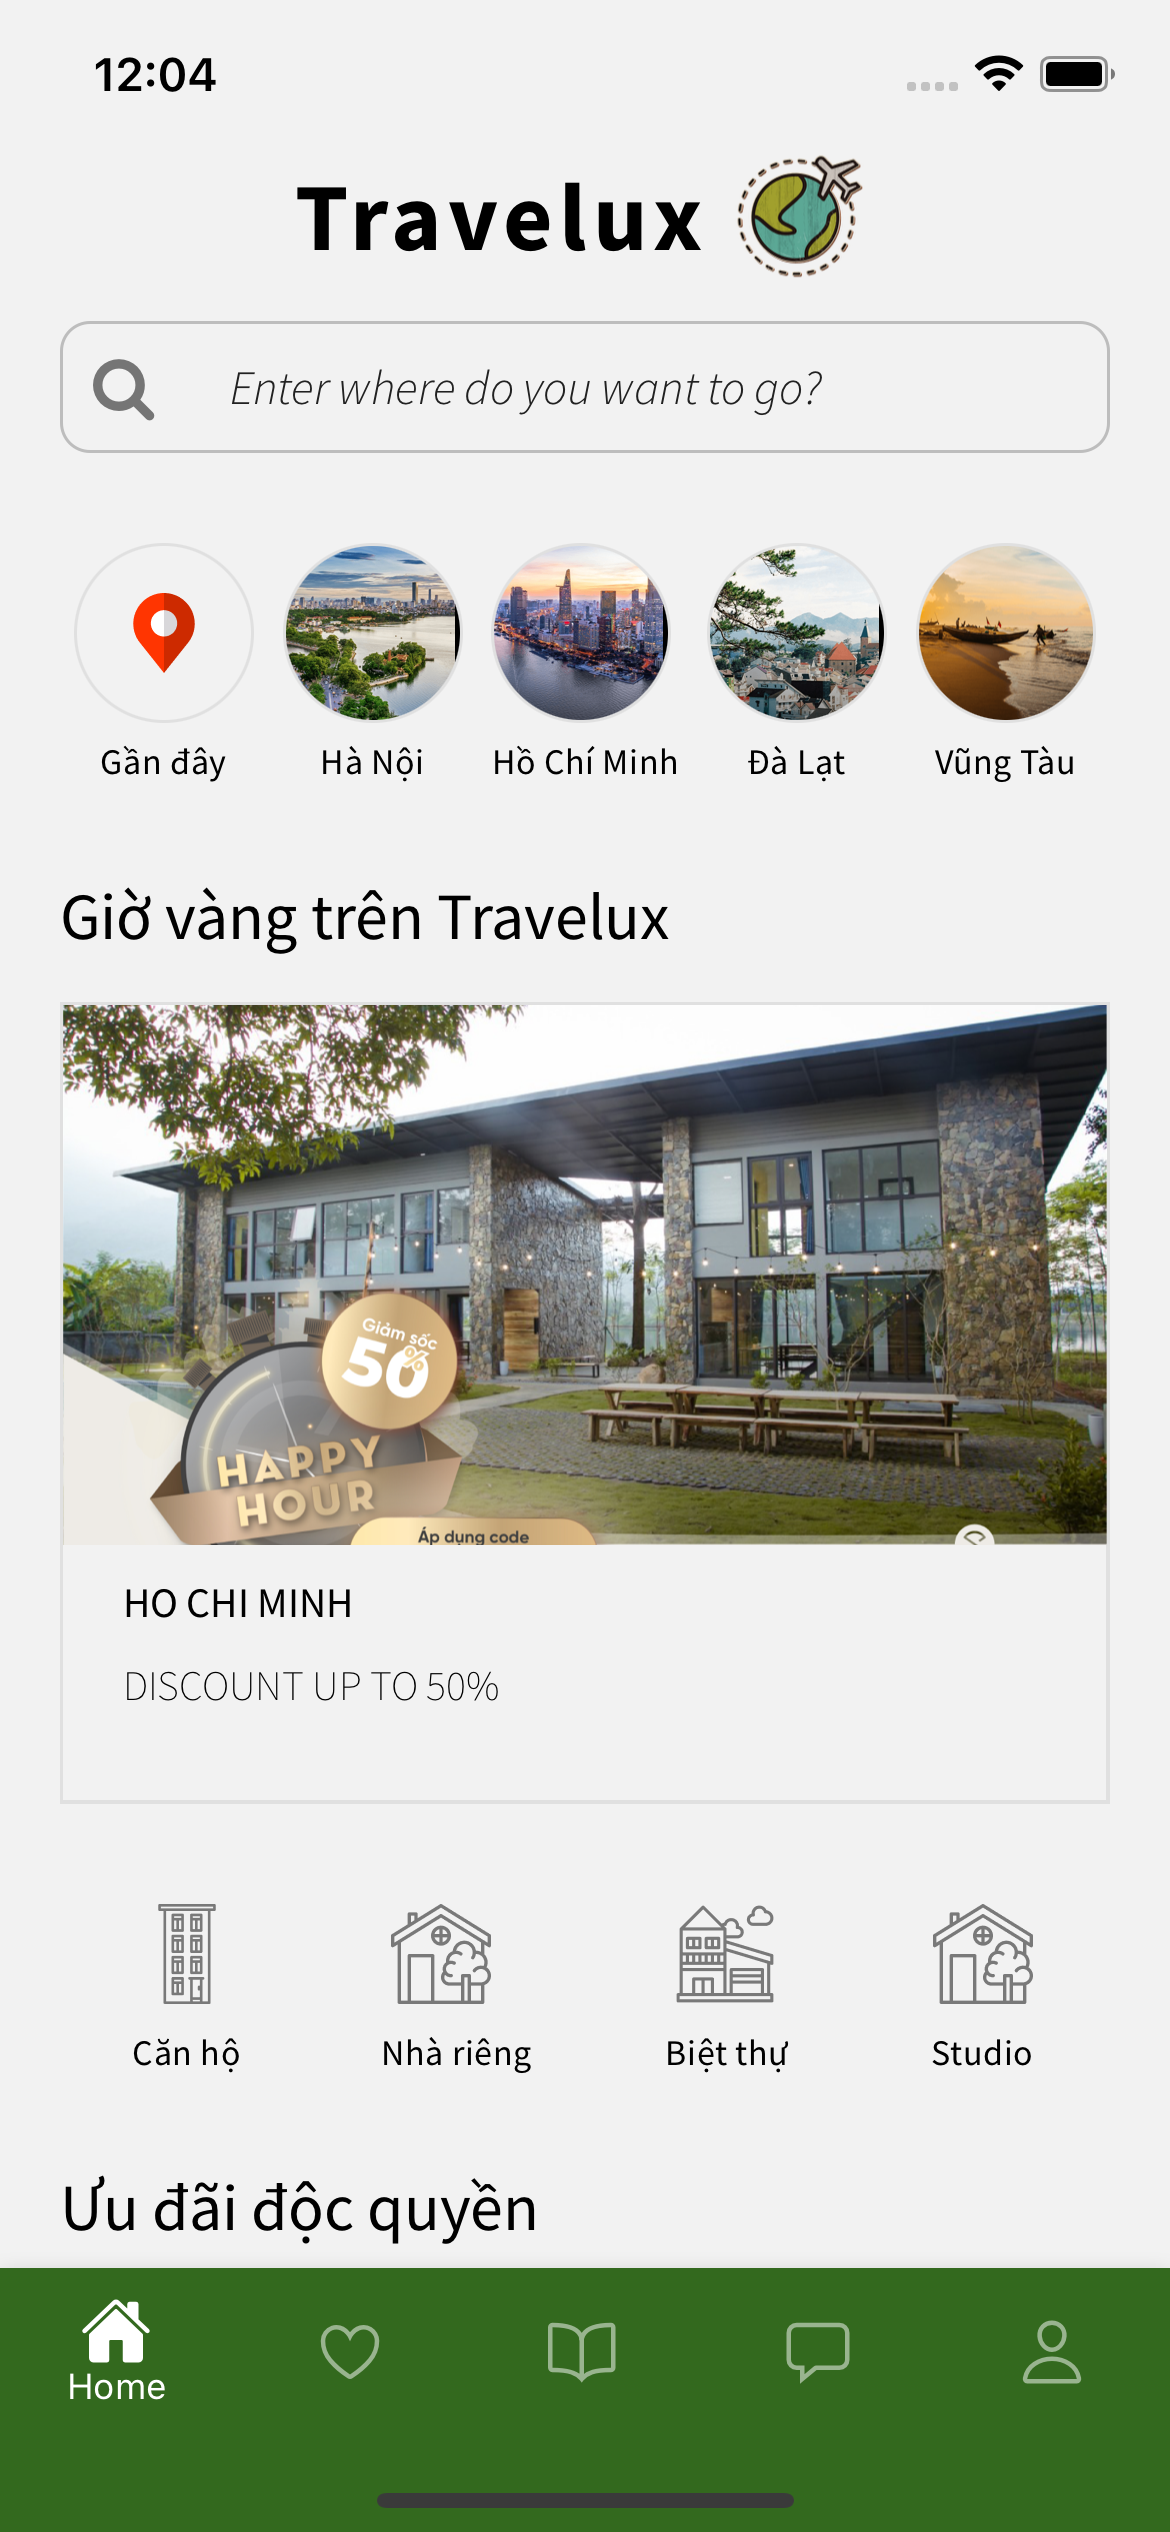 12:04
Travelux
Enter where do you want to go?
Gần đây
Hà Nội
Hồ Chí Minh
Đà Lạt
Vũng Tàu
Giờ vàng trên Travelux
Giảm sốc
50%
HAPPY
HOUR
Áp dụng code
HO CHI MINH
DISCOUNT UP TO 50%
Căn hộ
Nhà riêng
Biệt thự
Studio
Ưu đãi độc quyền
Home